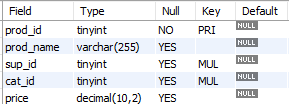 Field Type Null Key Default
prod_id tinyint NO PRI NULL
prod_name varchar(255) YES NULL
sup_id tinyint YES MUL NULL
cat_id tinyint YES MUL NULL
price decimal(10,2) YES NULL